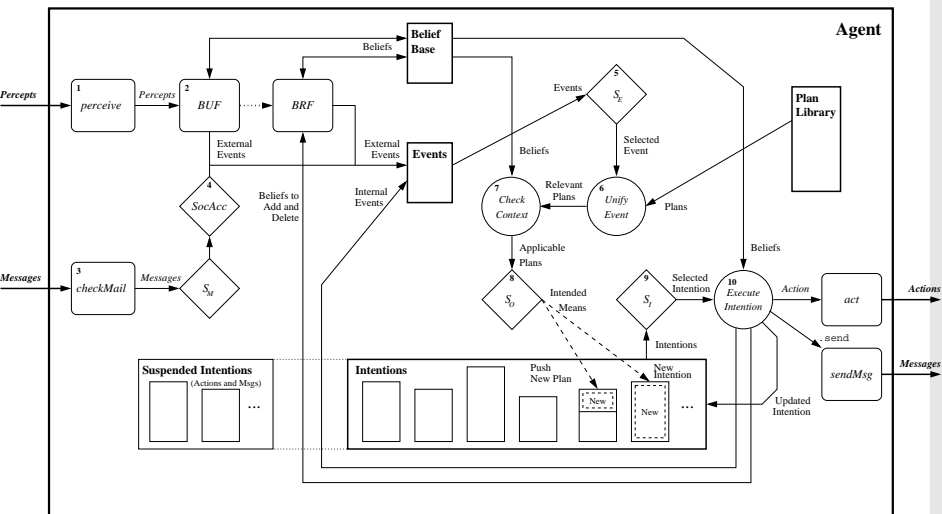 Agent
Belief
Base
Beliefs
5
S_E
Events
Plan
Library
Percepts
1
perceive
Percepts
2
BUF
BRF
External
Events
External
Events
Events
Selected
Event
Beliefs
4
SocAcc
Beliefs to
Add and
Delete
Internal
Events
7
Check
Context
Relevant
Plans
6
Unify
Event
Plans
Applicable
Plans
Beliefs
Messages
3
checkMail
Messages
S_M
8
S_O
Intended
Means
9
S_I
Selected
Intention
10
Execute
Intention
Action
act
Actions
.send
sendMsg
Messages
Intentions
Suspended Intentions
(Actions and Msgs)
...
Intentions
Push
New Plan
New
Intention
New
New
...
Updated
Intention